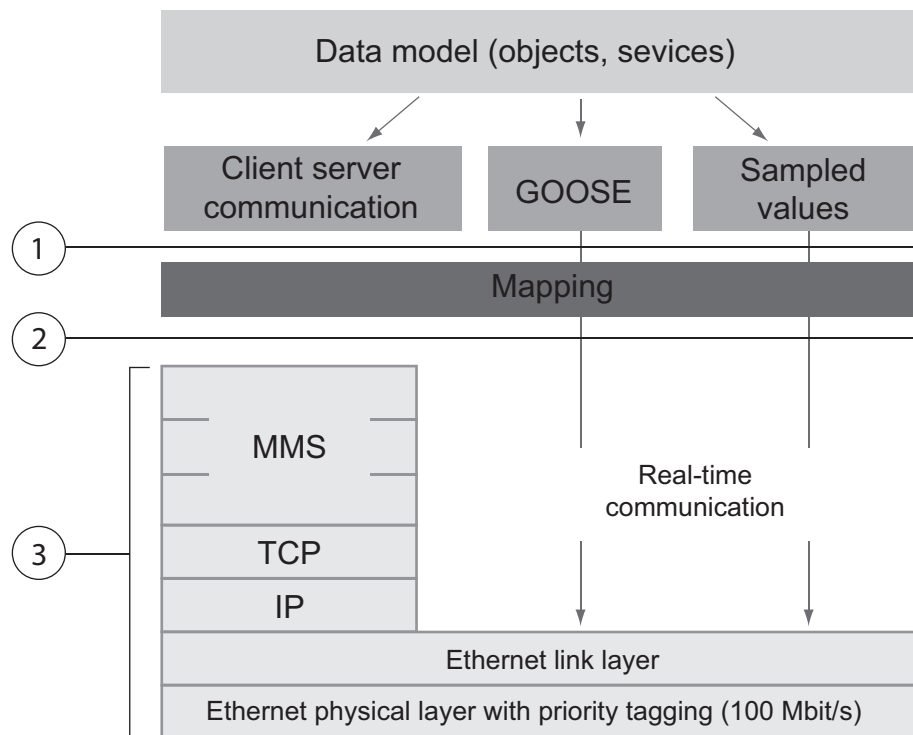 Data model (objects, sevices)
Client server
communication
GOOSE
Sampled
values
1
Mapping
2
MMS
Real-time
communication
3
TCP
IP
Ethernet link layer
Ethernet physical layer with priority tagging (100 Mbit/s)